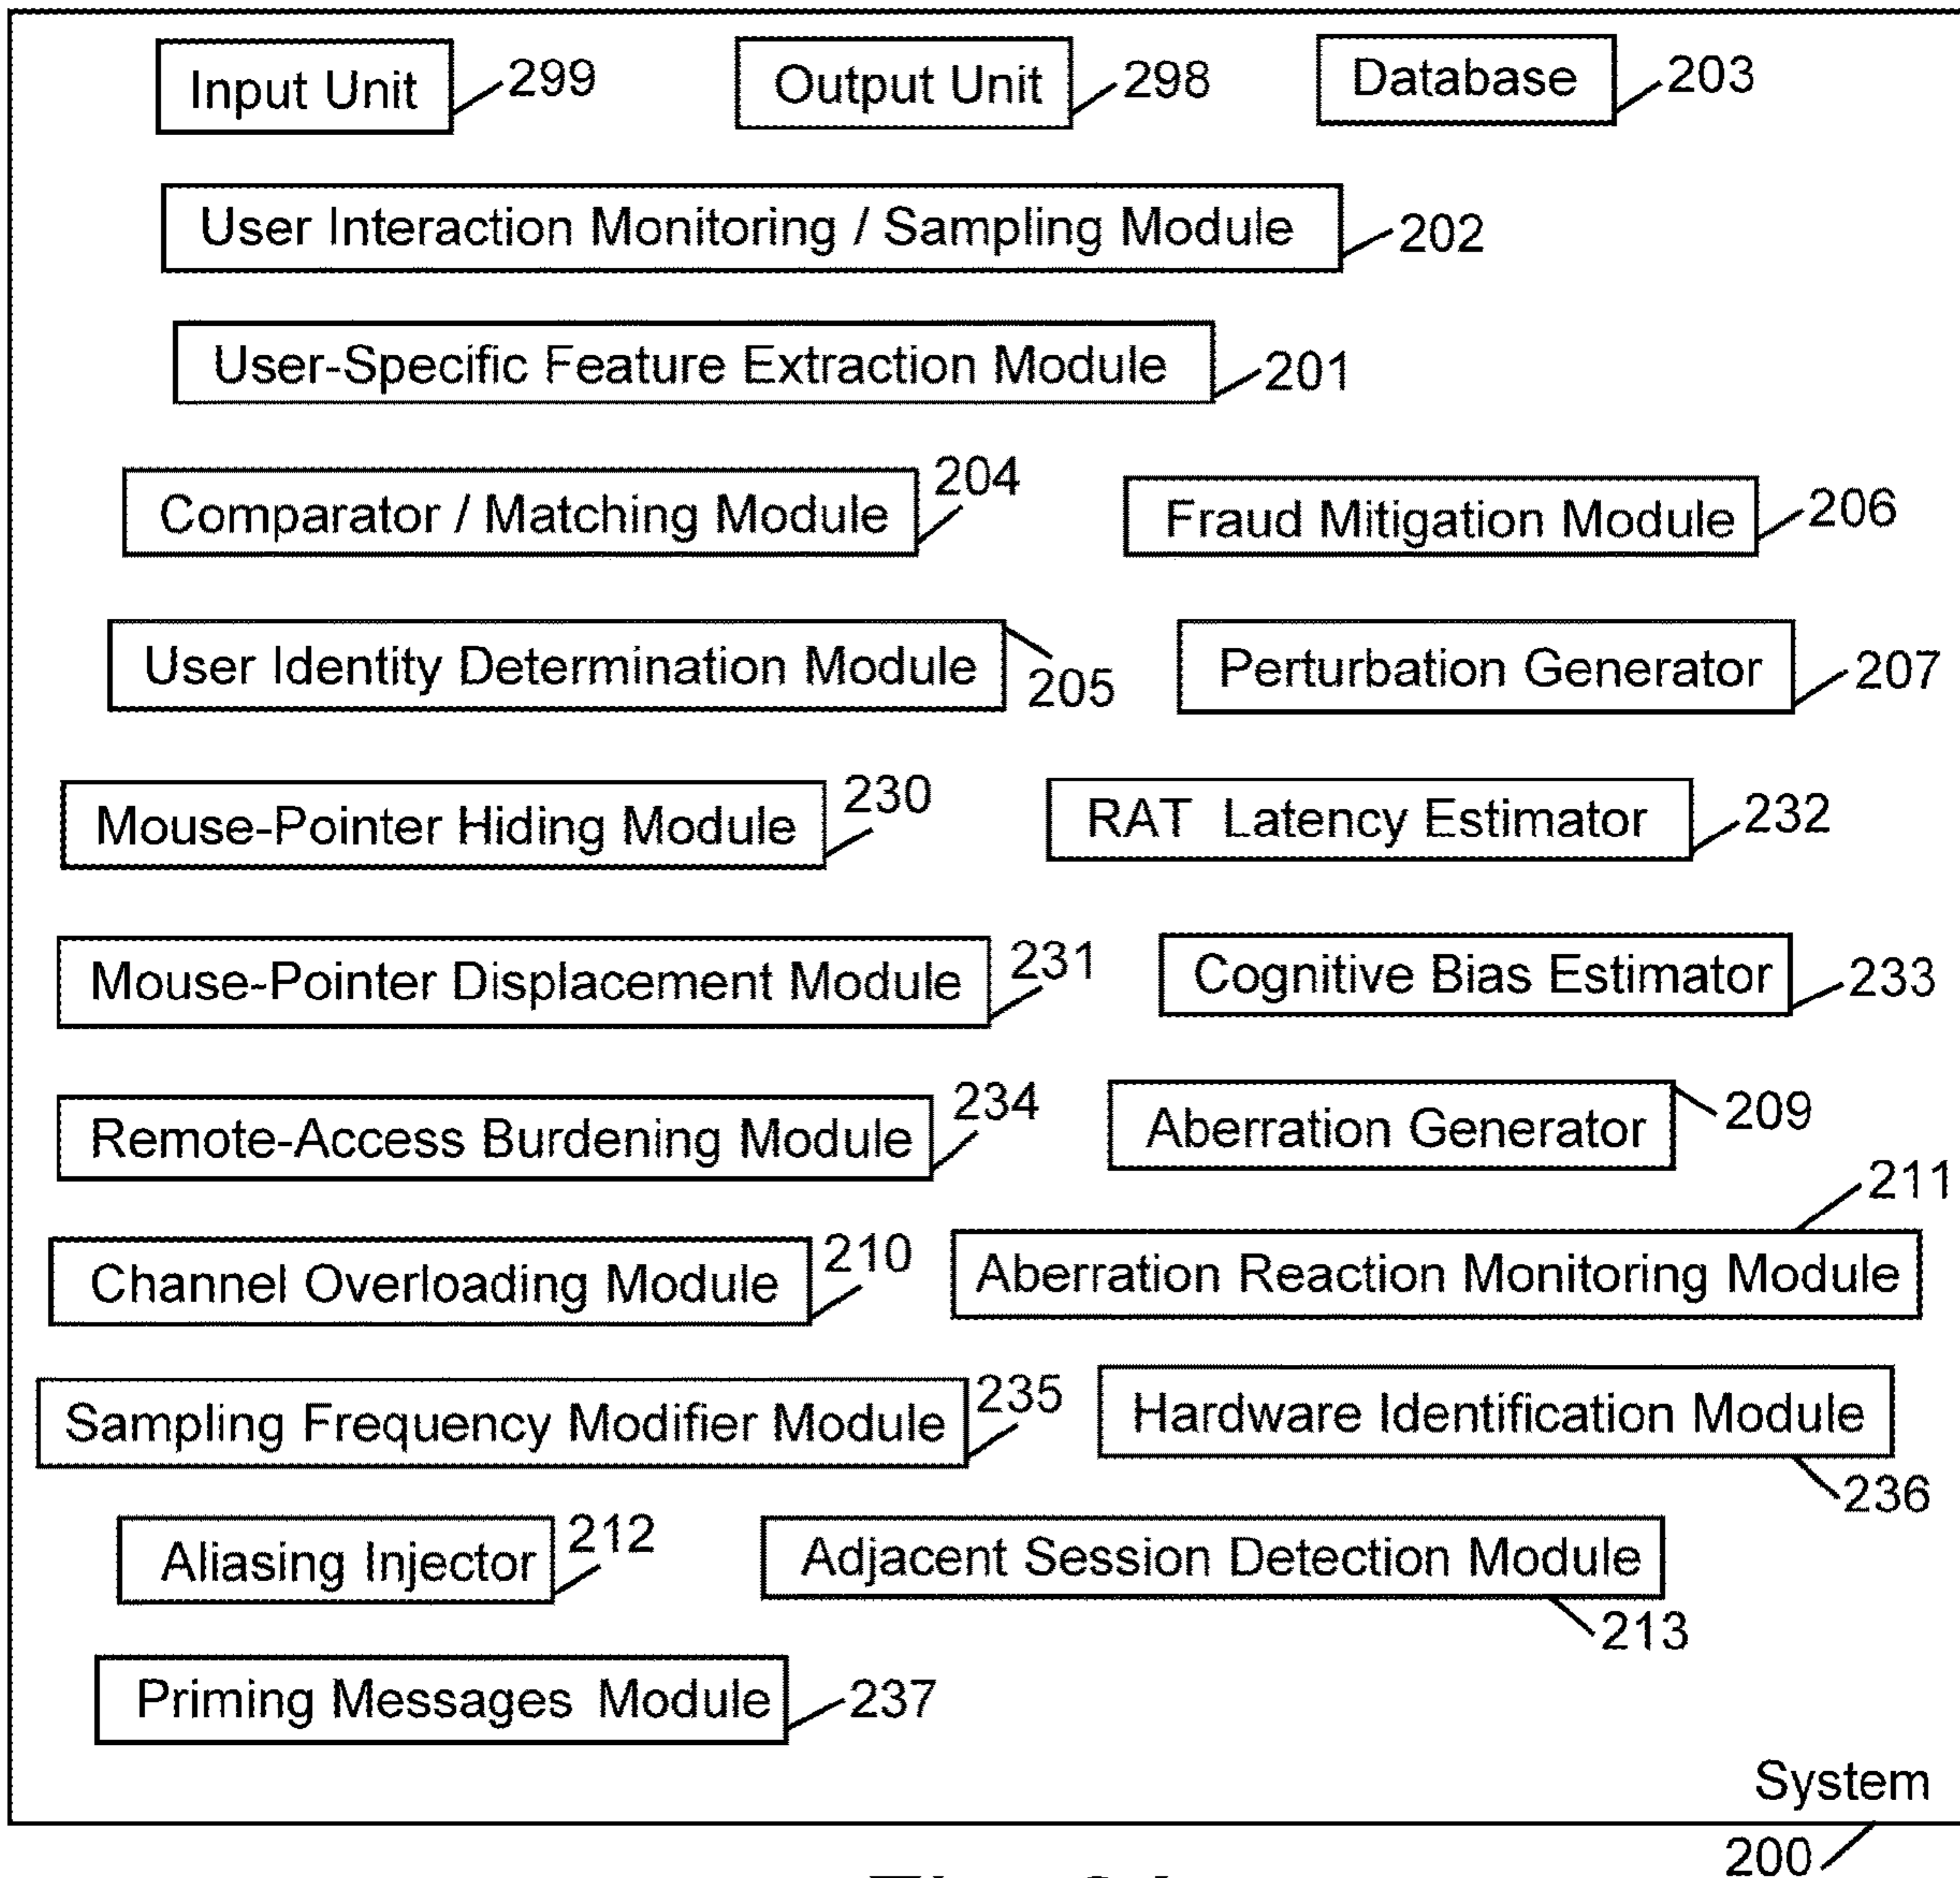 Input Unit 299 Output Unit 298 Database 203
User Interaction Monitoring / Sampling Module 202
User-Specific Feature Extraction Module 201
Comparator / Matching Module 204 Fraud Mitigation Module 206
User Identity Determination Module 205 Perturbation Generator 207
Mouse-Pointer Hiding Module 230 RAT Latency Estimator 232
Mouse-Pointer Displacement Module 231 Cognitive Bias Estimator 233
Remote-Access Burdening Module 234 Aberration Generator 209
Channel Overloading Module 210 Aberration Reaction Monitoring Module 211
Sampling Frequency Modifier Module 235 Hardware Identification Module 236
Aliasing Injector 212 Adjacent Session Detection Module 213
Priming Messages Module 237
System
200